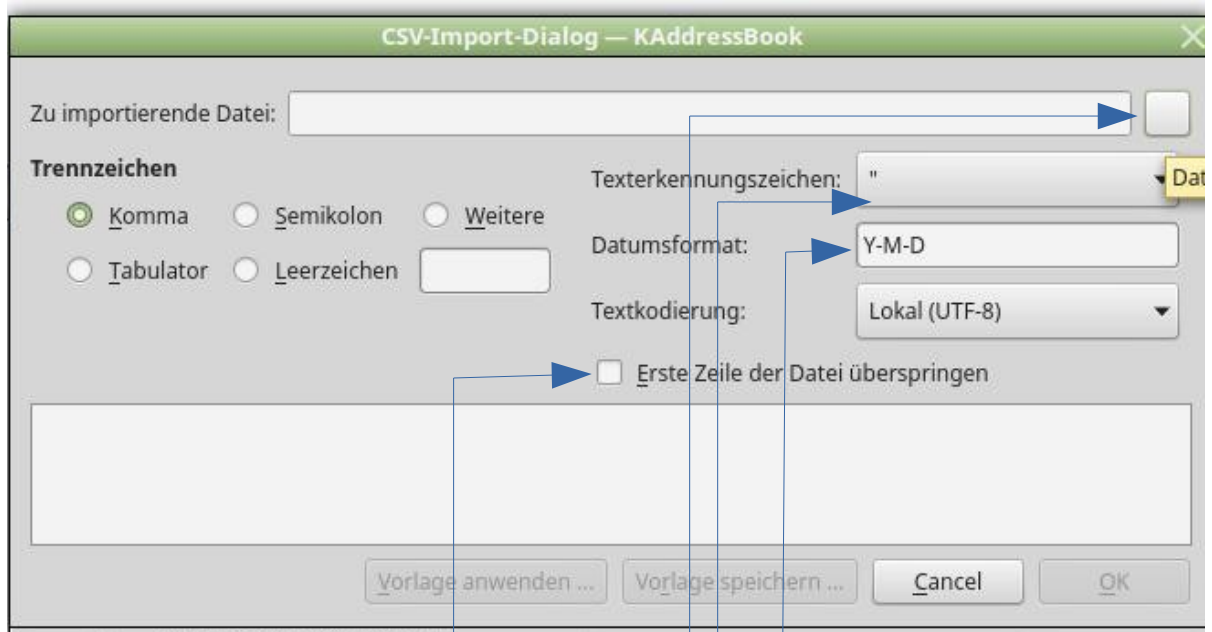 CSV-Import-Dialog — KAddressBook
Zu importierende Datei:
Trennzeichen
Texterkennungszeichen: "
Dat
Komma Semikolon Weitere
Datumsformat: Y-M-D
Tabulator Leerzeichen
Textkodierung: Lokal (UTF-8)
Erste Zeile der Datei überspringen
Vorlage anwenden ... Vorlage speichern ... Cancel OK